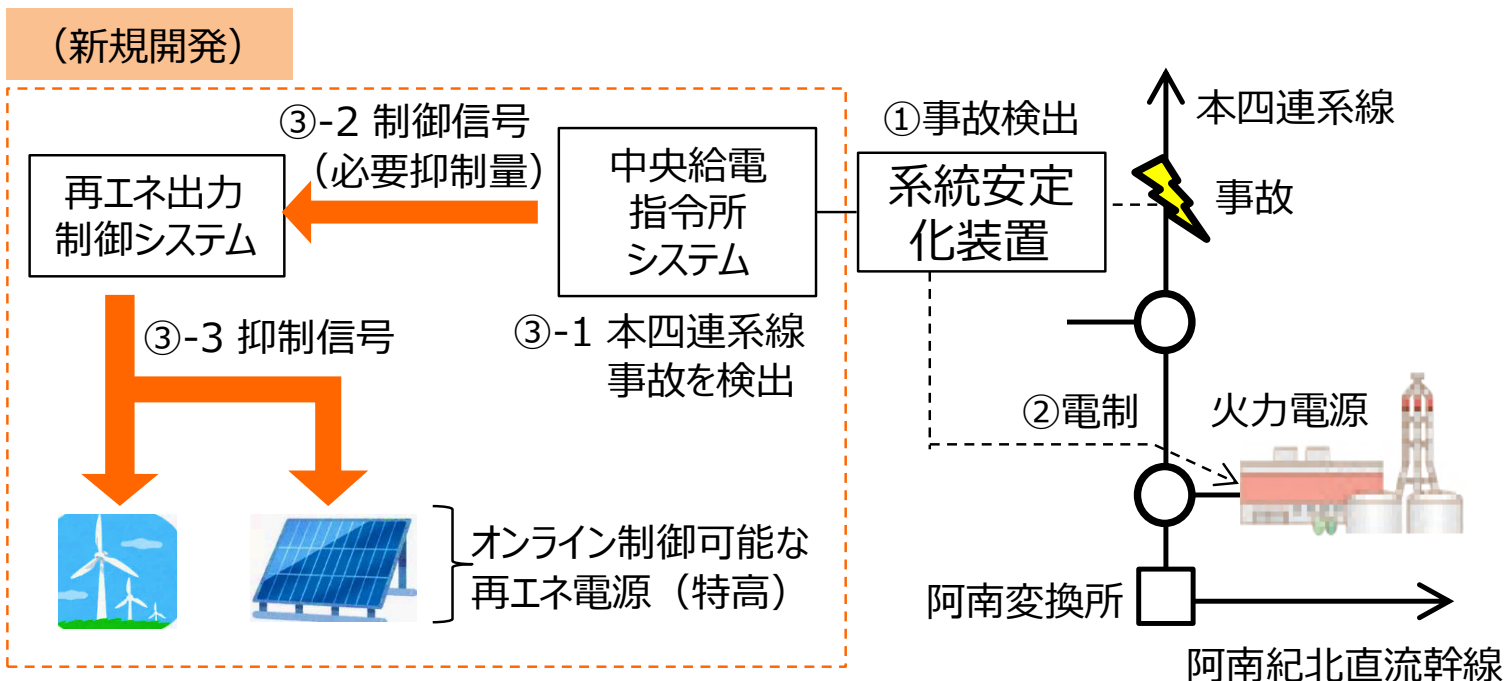 （新規開発）
③-2 制御信号
（必要抑制量）
再エネ出力
制御システム
中央給電
指令所
システム
①事故検出
系統安定
化装置
本四連系線
事故
③-3 抑制信号
③-1 本四連系線
事故を検出
②電制
火力電源
オンライン制御可能な
再エネ電源（特高）
阿南変換所
阿南紀北直流幹線